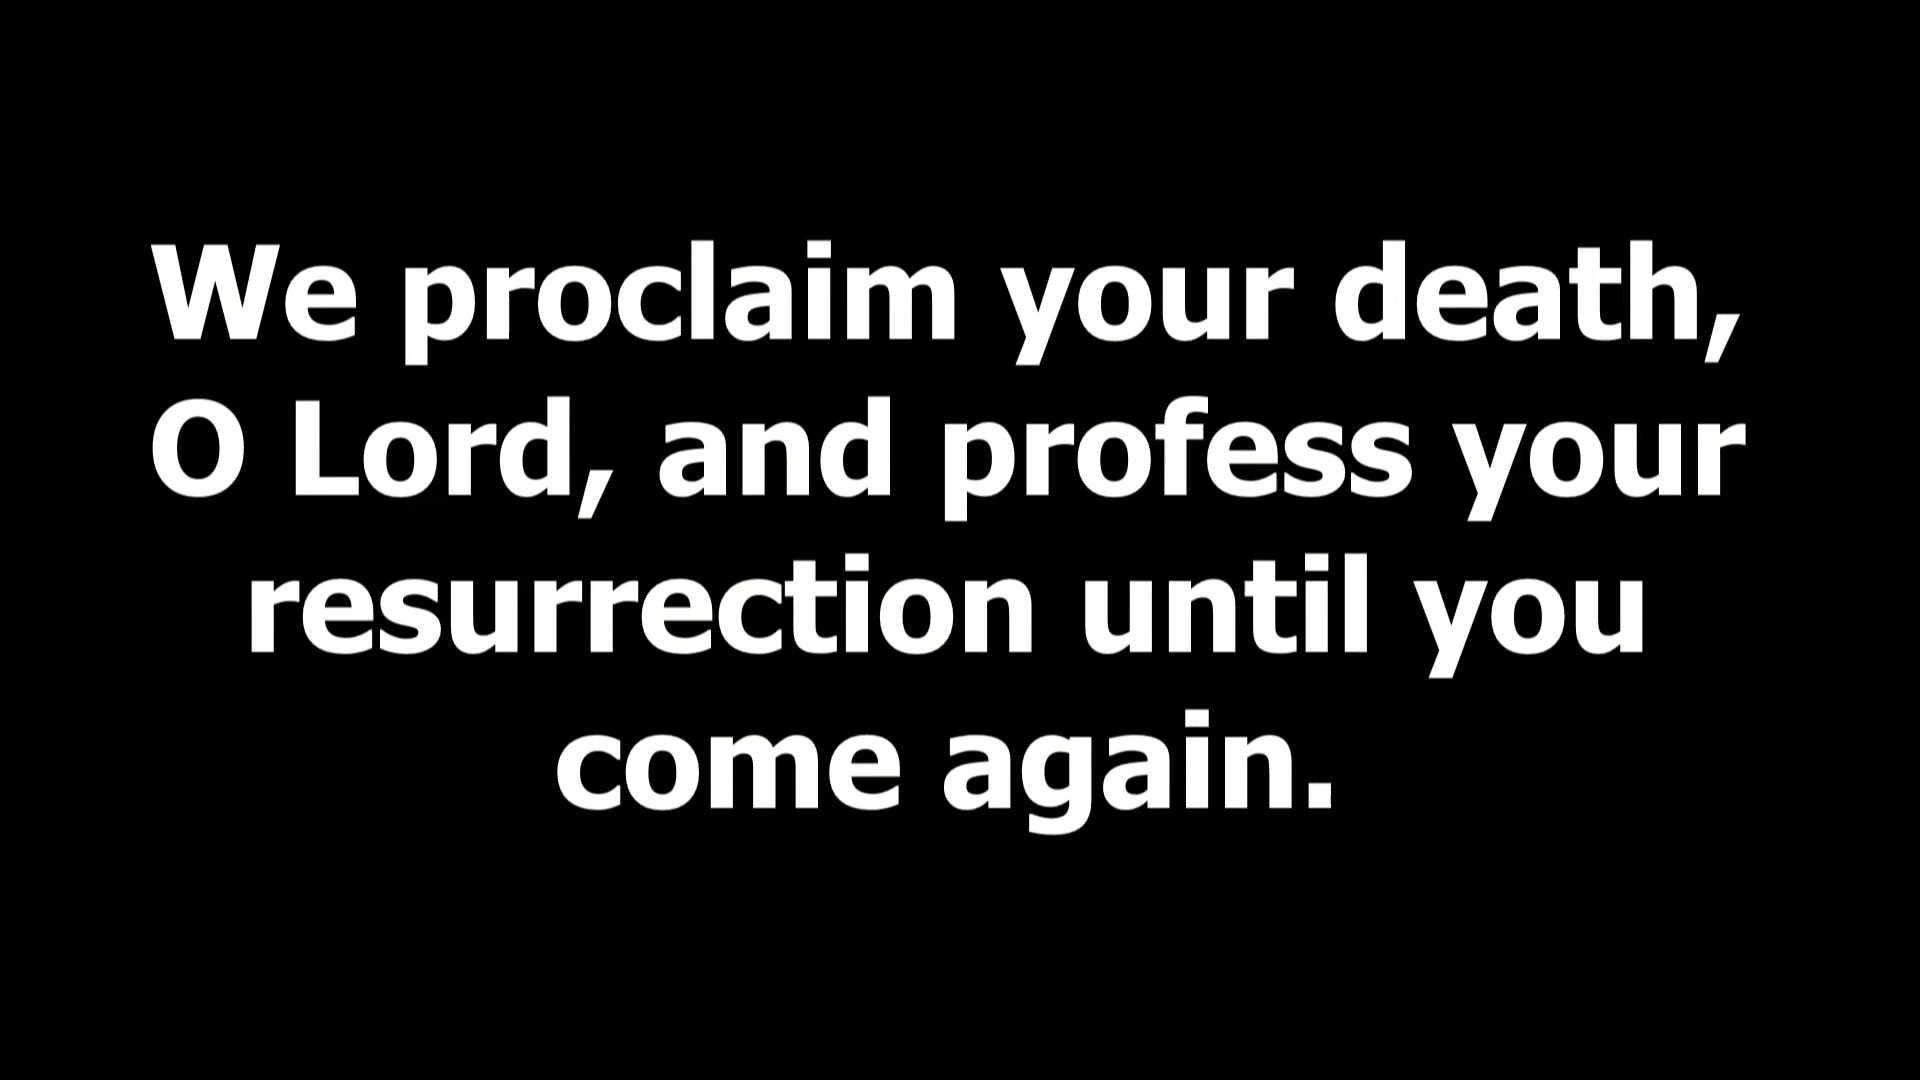 We proclaim your death,
O Lord, and profess your
resurrection until you
come again.